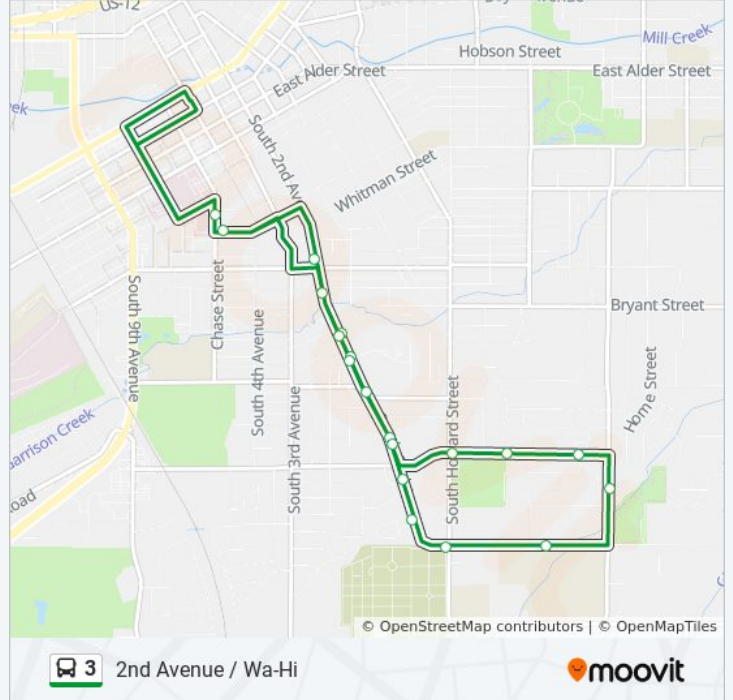 US-12
Hobson Street
Mill Creek
East Alder Street
East Alder Street
South 2nd Av
Whitman Street
South 9th Avenue
Chase Street
Bryant Street
South 4th Avenue
Home Street
South 3rd Avenue
South Howard Street
Garrison Creek
oad
© OpenStreetMap contributors | © OpenMapTiles
3 2nd Avenue / Wa-Hi
moovit